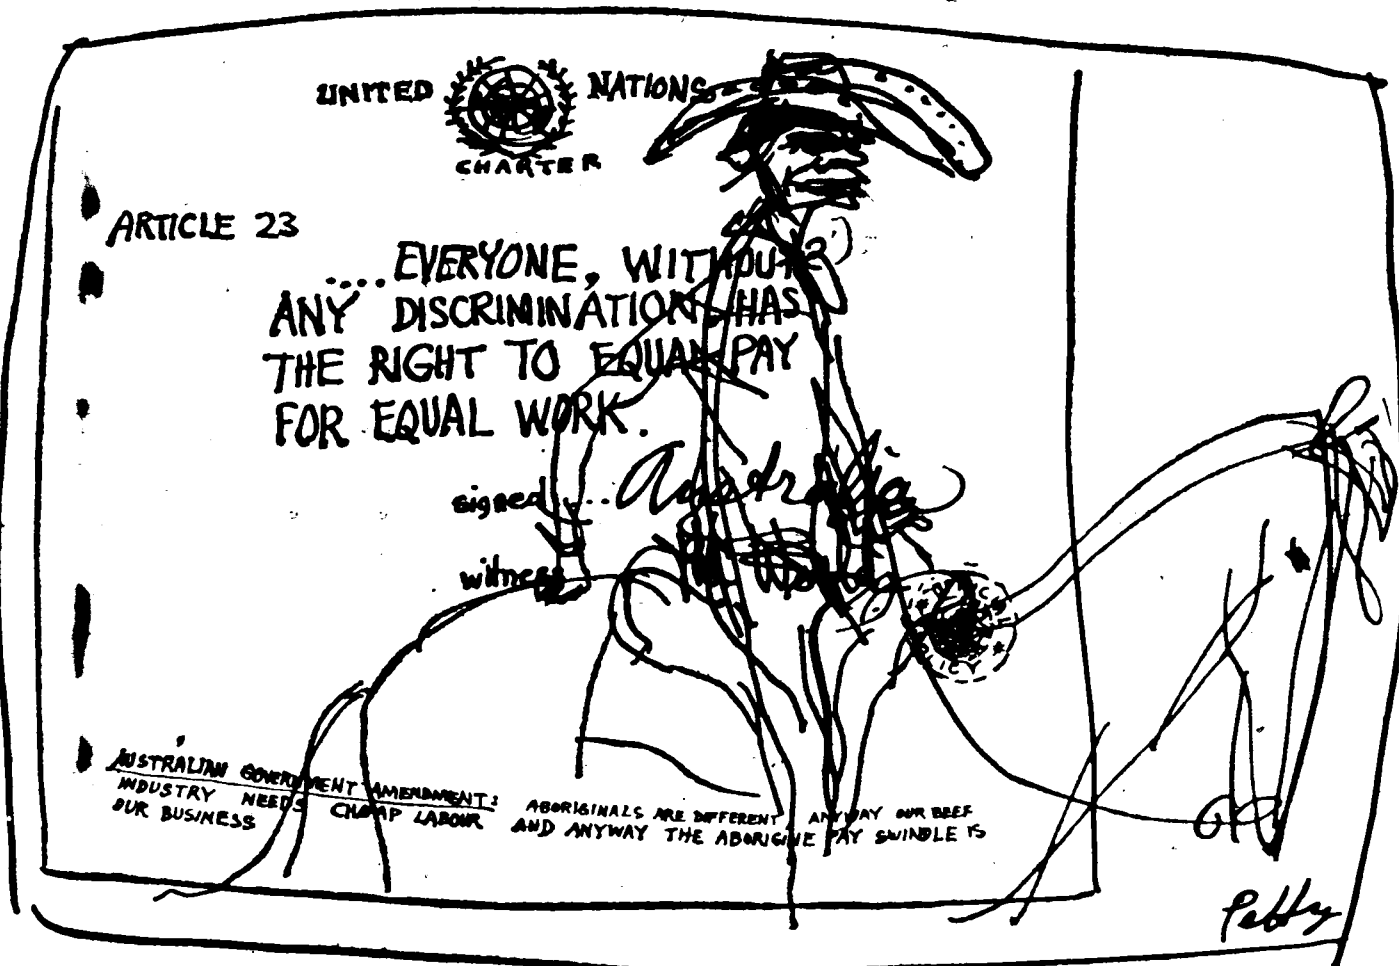 UNITED NATIONS
CHARTER
ARTICLE 23
....EVERYONE, WITHOUT
ANY DISCRIMINATION, HAS
THE RIGHT TO EQUAL PAY
FOR EQUAL WORK.
signed.... Australia
witness
AUSTRALIAN GOVERNMENT AMENDMENT: ABORIGINALS ARE DIFFERENT, ANYWAY OUR BEEF
INDUSTRY NEEDS CHEAP LABOUR AND ANYWAY THE ABORIGINE PAY SWINDLE IS
OUR BUSINESS
Petty